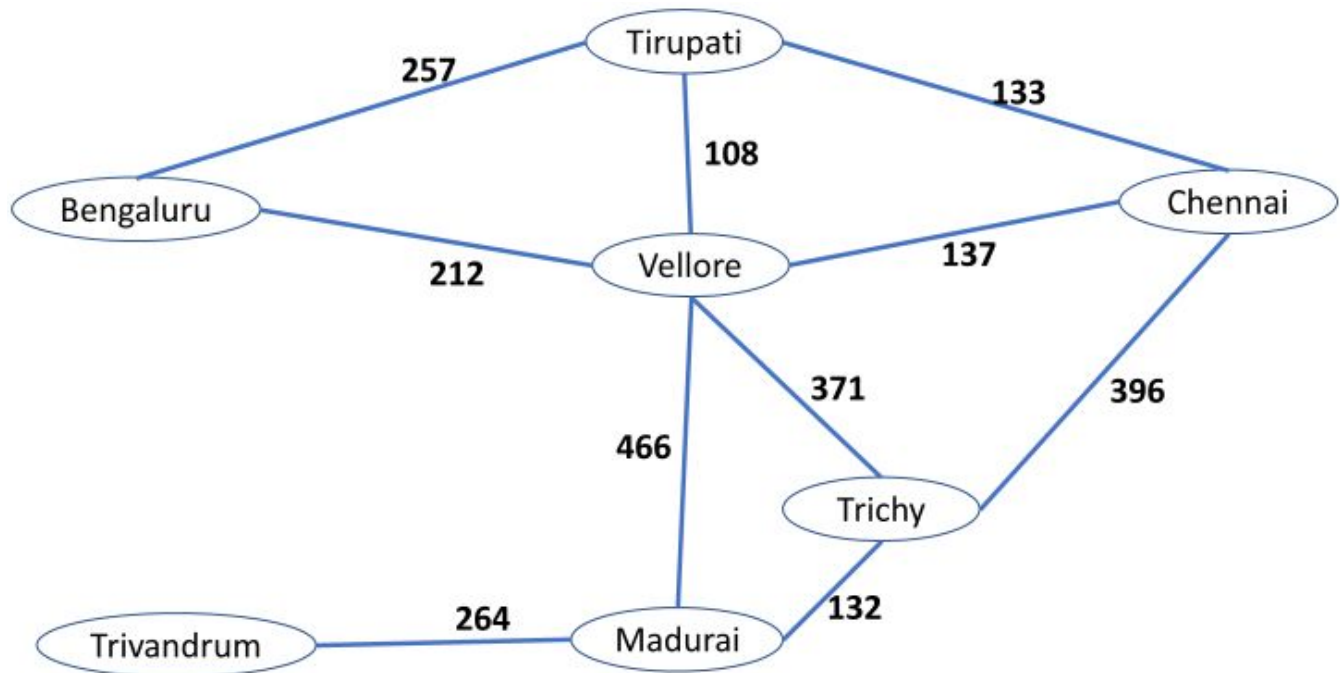 Tirupati
257
133
108
Bengaluru
Chennai
Vellore
212
137
371
396
466
Trichy
264
132
Trivandrum
Madurai